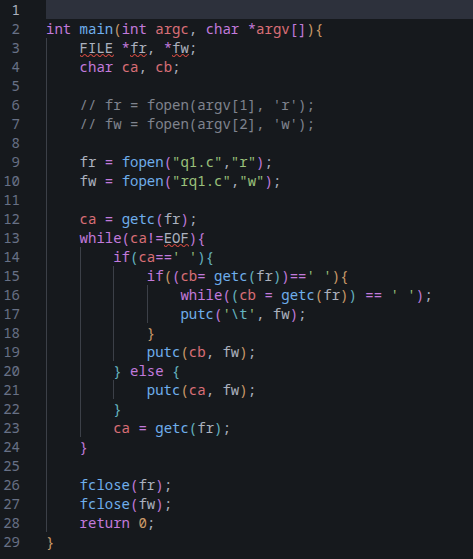 1
2 int main(int argc, char *argv[]){
3     FILE *fr, *fw;
4     char ca, cb;
5
6     // fr = fopen(argv[1], 'r');
7     // fw = fopen(argv[2], 'w');
8
9     fr = fopen("q1.c","r");
10     fw = fopen("rq1.c","w");
11
12     ca = getc(fr);
13     while(ca!=EOF){
14         if(ca==' '){
15             if((cb= getc(fr))==' '){
16                 while((cb = getc(fr)) == ' ');
17                 putc('\t', fw);
18             }
19             putc(cb, fw);
20         } else {
21             putc(ca, fw);
22         }
23         ca = getc(fr);
24     }
25
26     fclose(fr);
27     fclose(fw);
28     return 0;
29 }